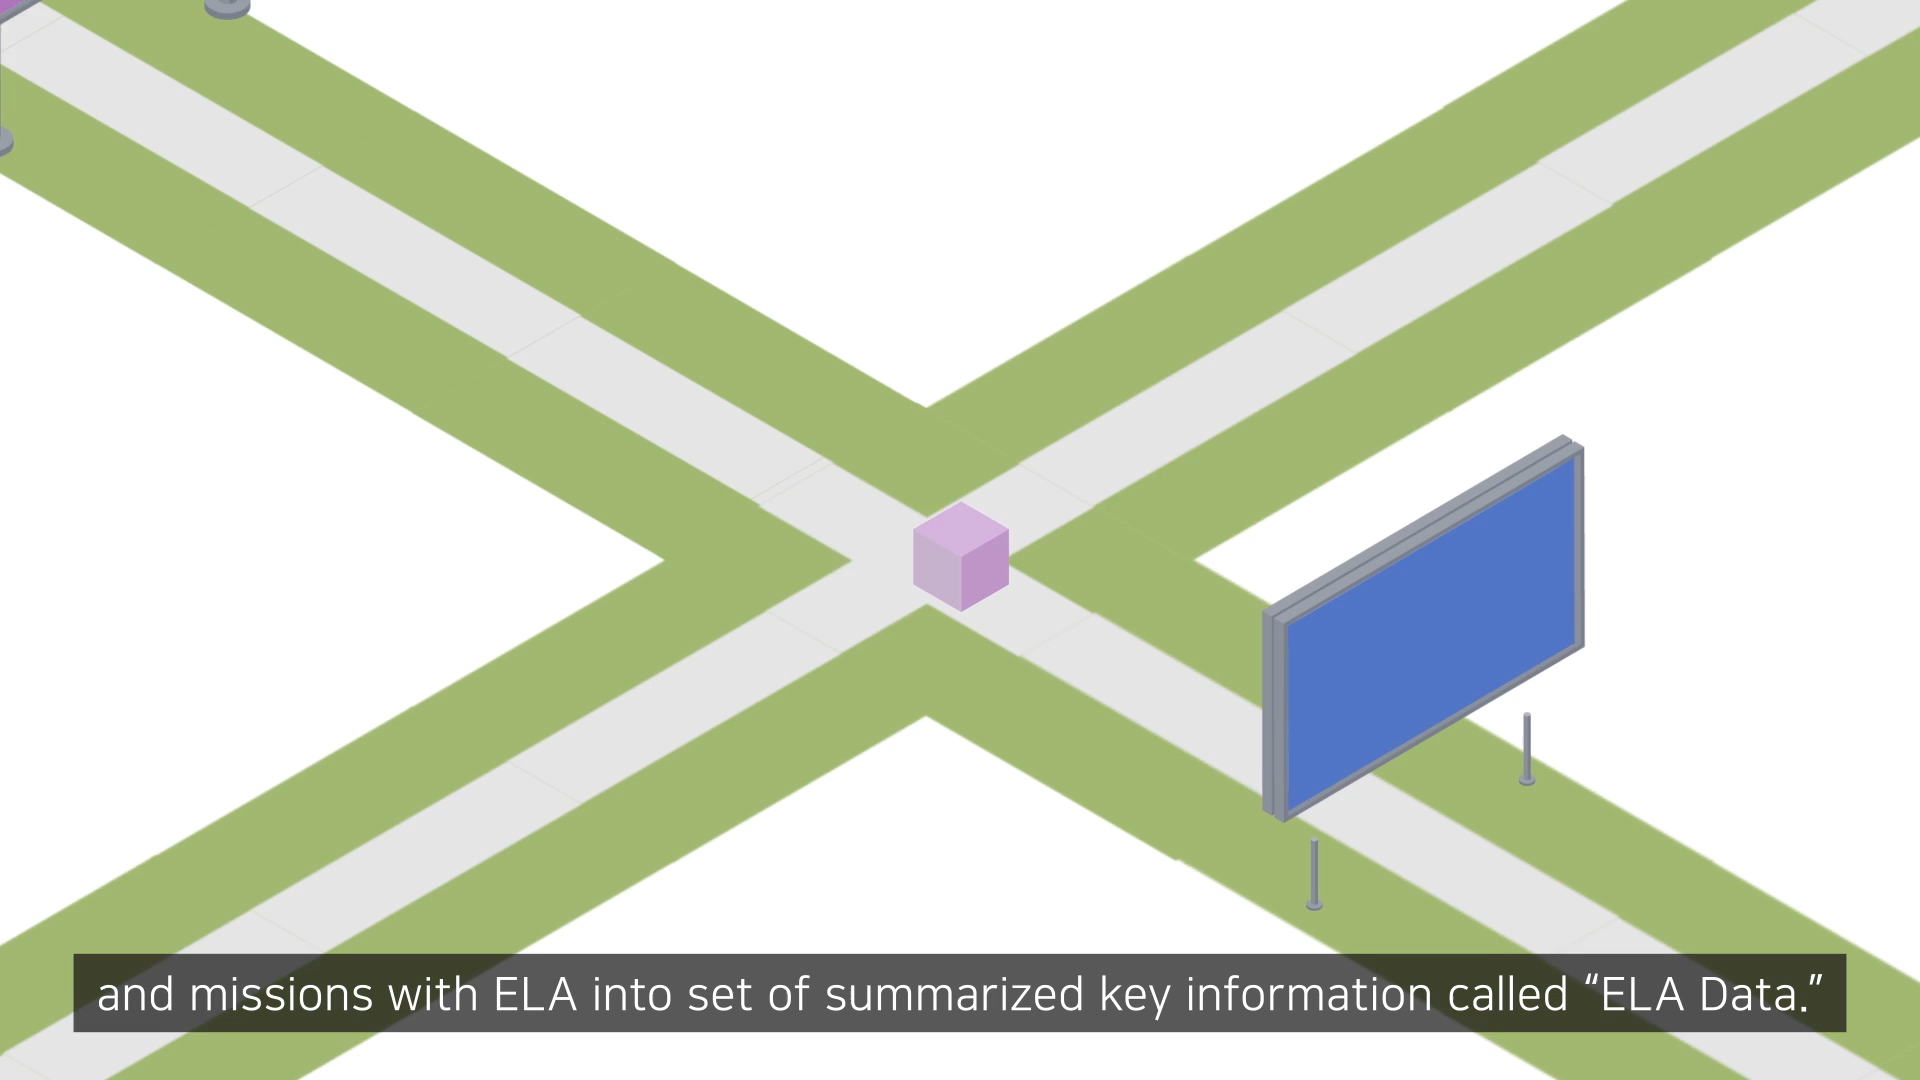 and missions with ELA into set of summarized key information called “ELA Data.”